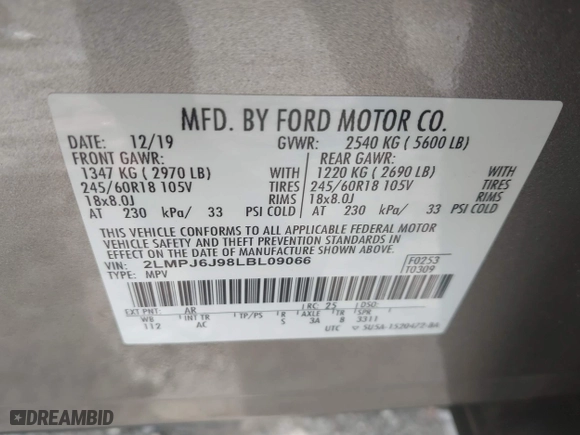 MFD. BY FORD MOTOR CO.
DATE: 12/19 GVWR: 2540 KG ( 5600 LB)
FRONT GAWR: REAR GAWR:
1347 KG ( 2970 LB) WITH 1220 KG ( 2690 LB) WITH
245/60R18 105V TIRES 245/60R18 105V TIRES
18x8.0J RIMS 18x8.0J RIMS
AT 230 kPa/ 33 PSI COLD AT 230 kPa/ 33 PSI COLD
THIS VEHICLE CONFORMS TO ALL APPLICABLE FEDERAL MOTOR
VEHICLE SAFETY AND THEFT PREVENTION STANDARDS IN
EFFECT ON THE DATE OF MANUFACTURE SHOWN ABOVE.
VIN: 2LMPJ6J98LBL09066 F0253
TYPE: MPV T0309
EXT PNT: AR RC: 25 DSO:
WB INT TR TP/PS R AXLE TR SPR
112 AC S 3A B 3311
UTC
DREAMBID